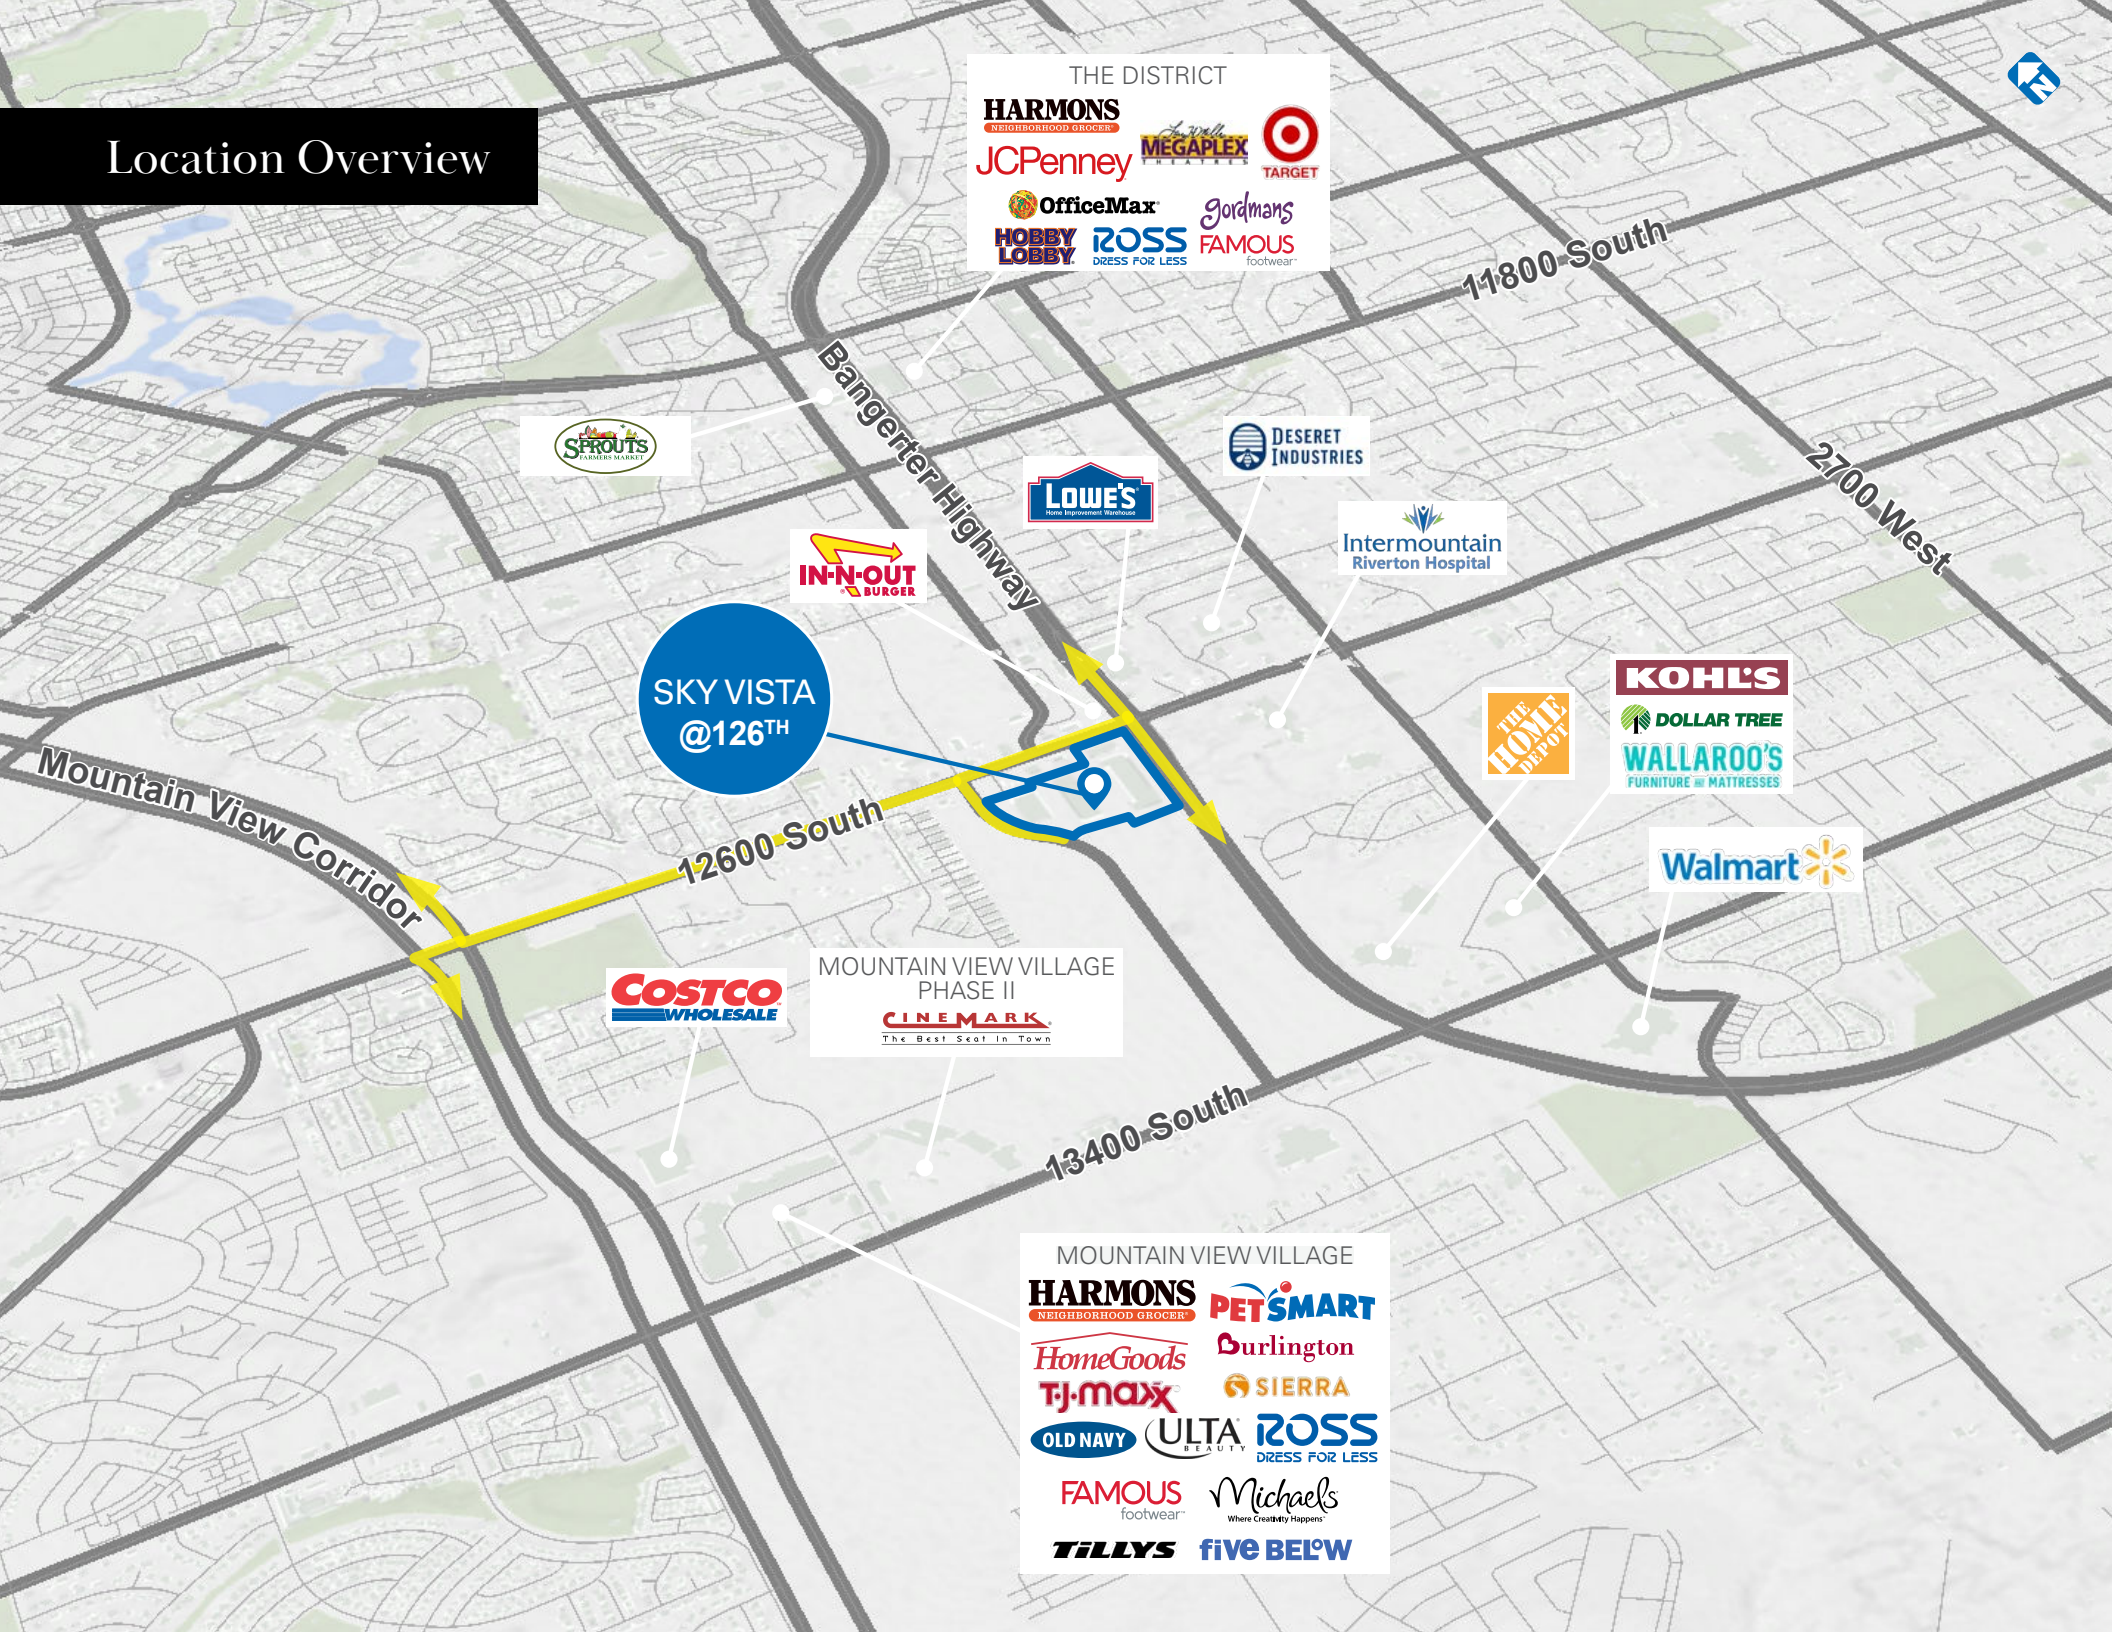 Location Overview
THE DISTRICT
HARMONS
NEIGHBORHOOD GROCER
Larry H. Miller
MEGAPLEX
THEATRES
TARGET
JCPenney
OfficeMax
gordmans
HOBBY
LOBBY
ROSS
DRESS FOR LESS
FAMOUS
footwear
N
11800 South
Bangerter Highway
2700 West
SPROUTS
FARMERS MARKET
DESERET
INDUSTRIES
LOWE'S
Home Improvement Warehouse
Intermountain
Riverton Hospital
IN-N-OUT
BURGER
SKY VISTA
@126TH
KOHL'S
DOLLAR TREE
WALLAROO'S
FURNITURE AND MATTRESSES
THE
HOME
DEPOT
Mountain View Corridor
12600 South
Walmart
COSTCO
WHOLESALE
MOUNTAIN VIEW VILLAGE
PHASE II
CINEMARK
The Best Seat In Town
13400 South
MOUNTAIN VIEW VILLAGE
HARMONS
NEIGHBORHOOD GROCER
PETSMART
HomeGoods
Burlington
T.J.maxx
SIERRA
OLD NAVY
ULTA
BEAUTY
ROSS
DRESS FOR LESS
FAMOUS
footwear
Michaels
Where Creativity Happens
TILLYS
five BELOW